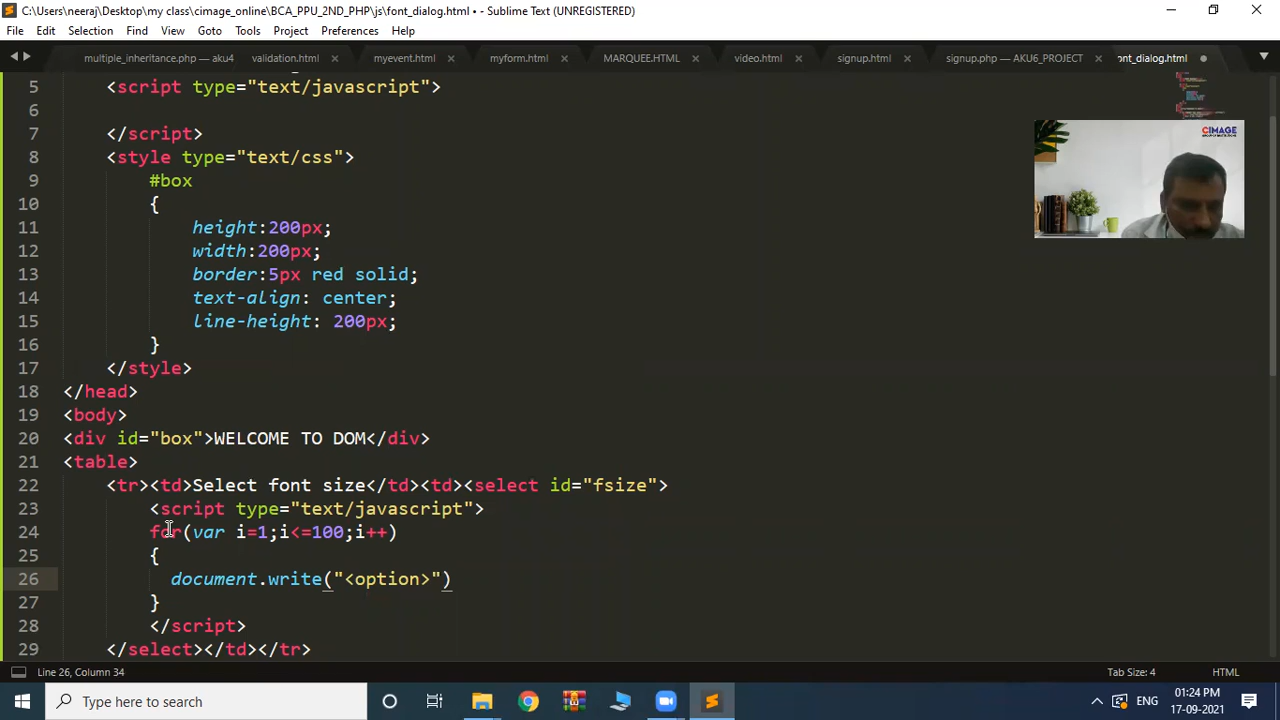 C:\Users\neeraj\Desktop\my class\cimage_online\BCA_PPU_2ND_PHP\js\font_dialog.html • - Sublime Text (UNREGISTERED)
File Edit Selection Find View Goto Tools Project Preferences Help
multiple_inheritance.php — aku4 validation.html myevent.html myform.html MARQUEE.HTML video.html signup.html signup.php — AKU6_PROJECT ont_dialog.html
5 <script type="text/javascript">
6
7 </script>
8 <style type="text/css">
9 #box
10 {
11 height:200px;
12 width:200px;
13 border:5px red solid;
14 text-align: center;
15 line-height: 200px;
16 }
17 </style>
18 </head>
19 <body>
20 <div id="box">WELCOME TO DOM</div>
21 <table>
22 <tr><td>Select font size</td><td><select id="fsize">
23 <script type="text/javascript">
24 for(var i=1;i<=100;i++)
25 {
26 document.write("<option>")
27 }
28 </script>
29 </select></td></tr>
CIMAGE
Line 26, Column 34 Tab Size: 4 HTML
Type here to search ENG 01:24 PM
17-09-2021